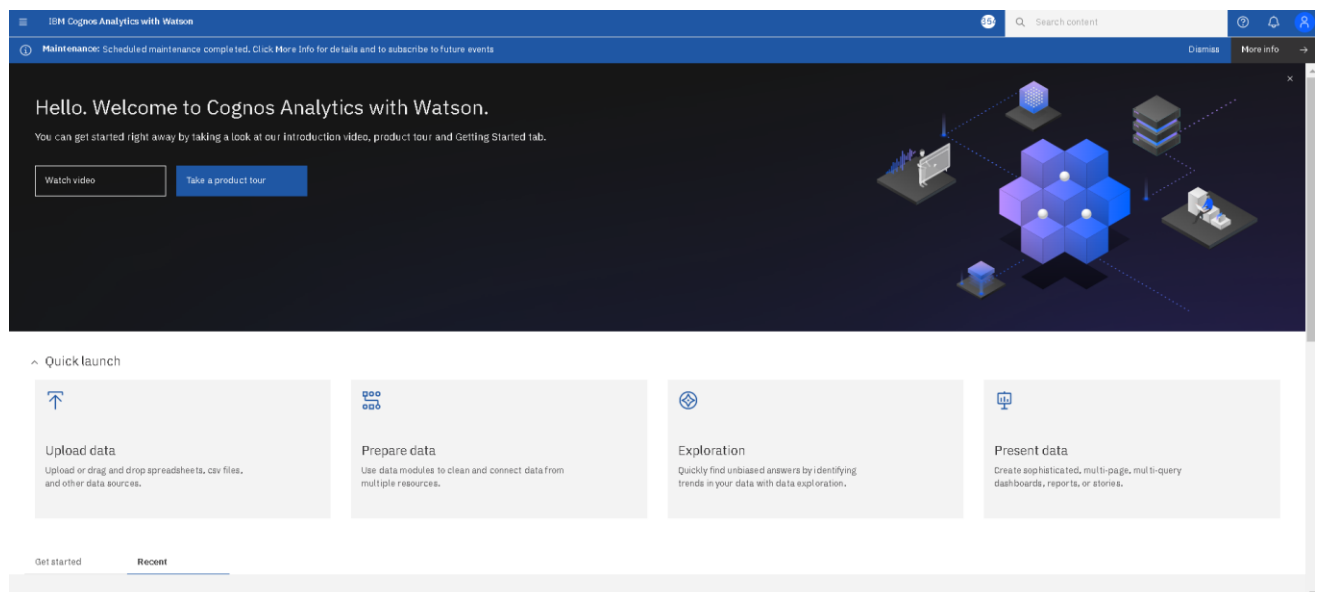 IBM Cognos Analytics with Watson
Search content
Maintenance: Scheduled maintenance completed. Click More Info for details and to subscribe to future events
Dismiss
More info
Hello. Welcome to Cognos Analytics with Watson.
You can get started right away by taking a look at our introduction video, product tour and Getting Started tab.
Watch video
Take a product tour
Quick launch
Upload data
Upload or drag and drop spreadsheets, csv files,
and other data sources.
Prepare data
Use data modules to clean and connect data from
multiple resources.
Exploration
Quickly find unbiased answers by identifying
trends in your data with data exploration.
Present data
Create sophisticated, multi-page, multi-query
dashboards, reports, or stories.
Get started
Recent